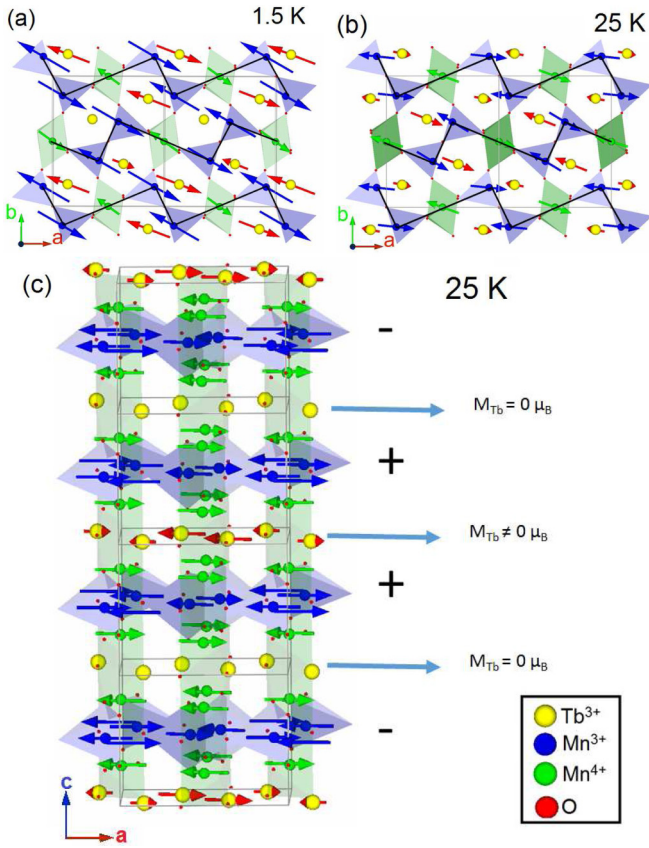 (a)
1.5 K
b
a
(b)
25 K
b
a
(c)
25 K
-
M_Tb = 0 μ_B
+
M_Tb ≠ 0 μ_B
+
M_Tb = 0 μ_B
-
Tb³⁺
Mn³⁺
Mn⁴⁺
O
c
a